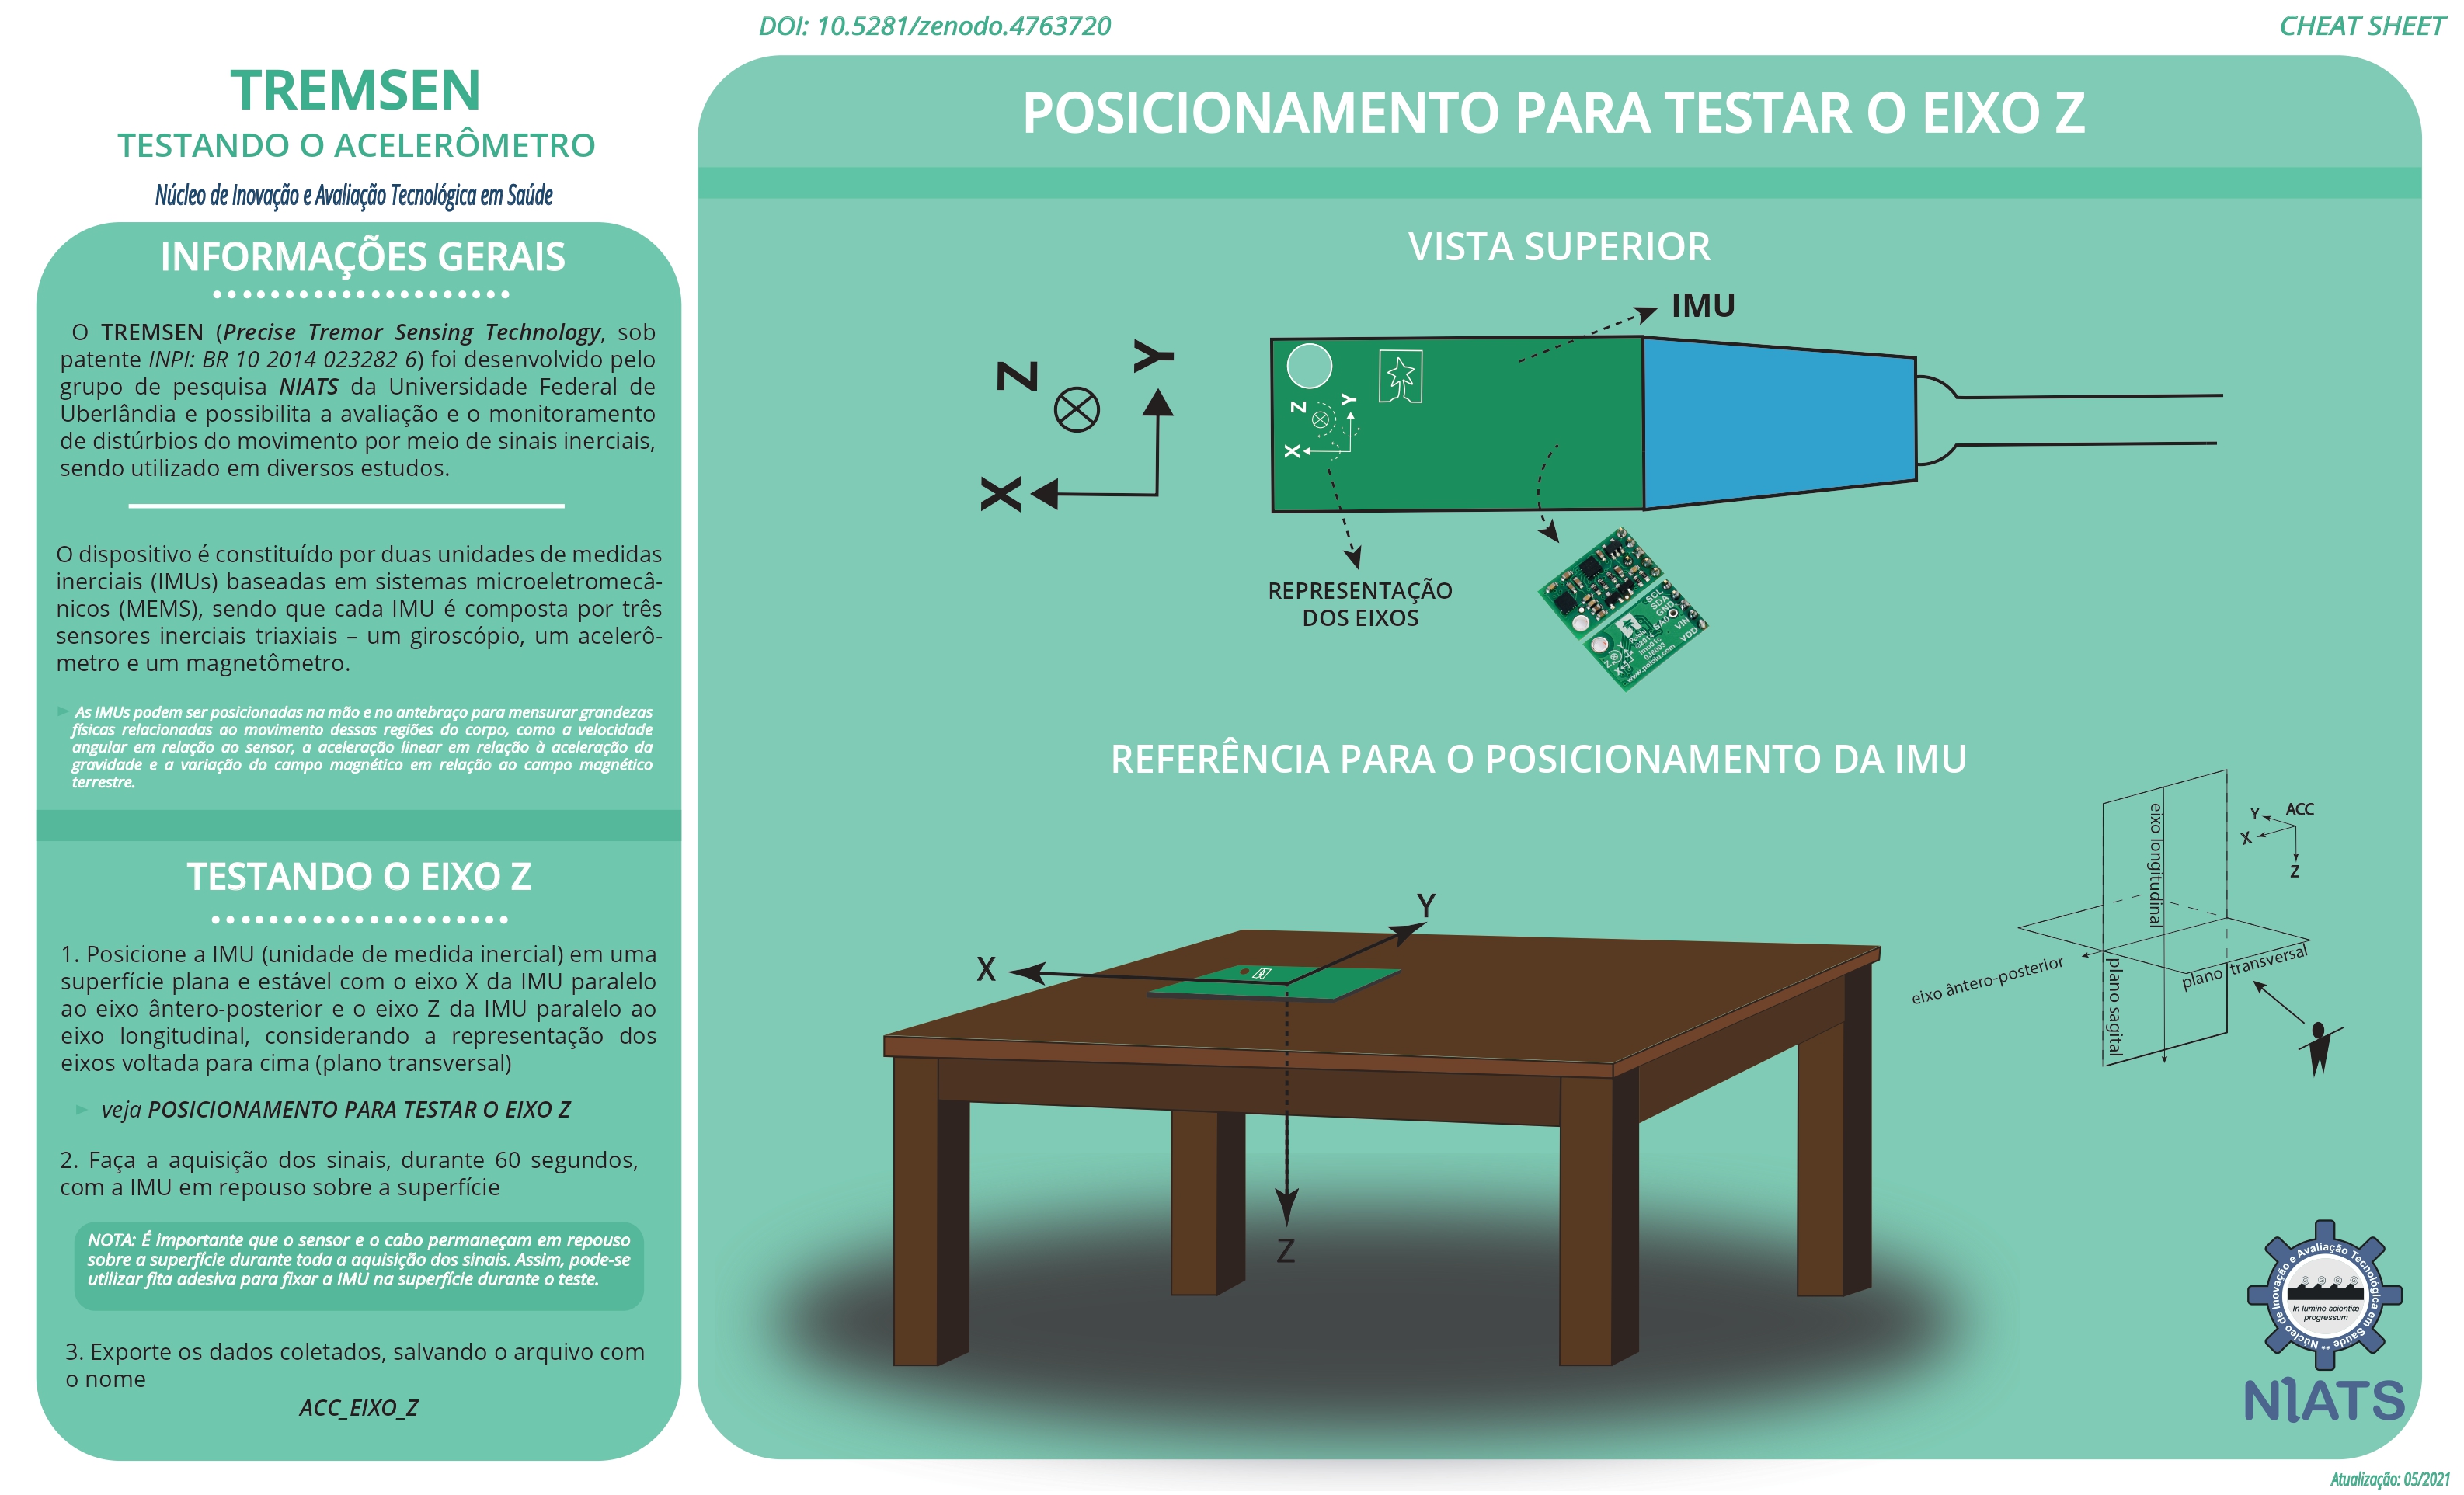 DOI: 10.5281/zenodo.4763720
CHEAT SHEET
TREMSEN
TESTANDO O ACELERÔMETRO
Núcleo de Inovação e Avaliação Tecnológica em Saúde
INFORMAÇÕES GERAIS
O TREMSEN (Precise Tremor Sensing Technology, sob
patente INPI: BR 10 2014 023282 6) foi desenvolvido pelo
grupo de pesquisa NIATS da Universidade Federal de
Uberlândia e possibilita a avaliação e o monitoramento
de distúrbios do movimento por meio de sinais inerciais,
sendo utilizado em diversos estudos.
O dispositivo é constituído por duas unidades de medidas
inerciais (IMUs) baseadas em sistemas microeletromecâ-
nicos (MEMS), sendo que cada IMU é composta por três
sensores inerciais triaxiais – um giroscópio, um acelerô-
metro e um magnetômetro.
As IMUs podem ser posicionadas na mão e no antebraço para mensurar grandezas
físicas relacionadas ao movimento dessas regiões do corpo, como a velocidade
angular em relação ao sensor, a aceleração linear em relação à aceleração da
gravidade e a variação do campo magnético em relação ao campo magnético
terrestre.
TESTANDO O EIXO Z
1. Posicione a IMU (unidade de medida inercial) em uma
superfície plana e estável com o eixo X da IMU paralelo
ao eixo ântero-posterior e o eixo Z da IMU paralelo ao
eixo longitudinal, considerando a representação dos
eixos voltada para cima (plano transversal)
veja POSICIONAMENTO PARA TESTAR O EIXO Z
2. Faça a aquisição dos sinais, durante 60 segundos,
com a IMU em repouso sobre a superfície
NOTA: É importante que o sensor e o cabo permaneçam em repouso
sobre a superfície durante toda a aquisição dos sinais. Assim, pode-se
utilizar fita adesiva para fixar a IMU na superfície durante o teste.
3. Exporte os dados coletados, salvando o arquivo com
o nome
ACC_EIXO_Z
POSICIONAMENTO PARA TESTAR O EIXO Z
VISTA SUPERIOR
IMU
Z
Y
X
Z
Y
X
REPRESENTAÇÃO
DOS EIXOS
SCL
SDA
GND
SA0
VIN
VDD
Pololu
©2014
imu01c
0J8003
www.pololu.com
Z
Y
X
REFERÊNCIA PARA O POSICIONAMENTO DA IMU
Y
X
Z
ACC
Y
X
Z
eixo longitudinal
eixo ântero-posterior
plano sagital
plano transversal
Núcleo de Inovação e Avaliação Tecnológica em Saúde
In lumine scientiæ
progressum
NIATS
Atualização: 05/2021